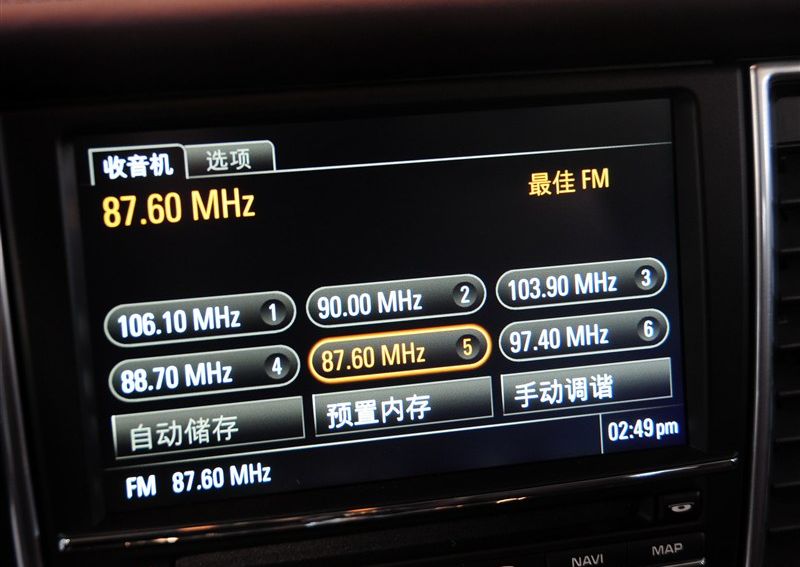 收音机 选项
87.60 MHz 最佳 FM
106.10 MHz 1 90.00 MHz 2 103.90 MHz 3
88.70 MHz 4 87.60 MHz 5 97.40 MHz 6
自动储存 预置内存 手动调谐
FM 87.60 MHz 02:49pm
NAVI MAP